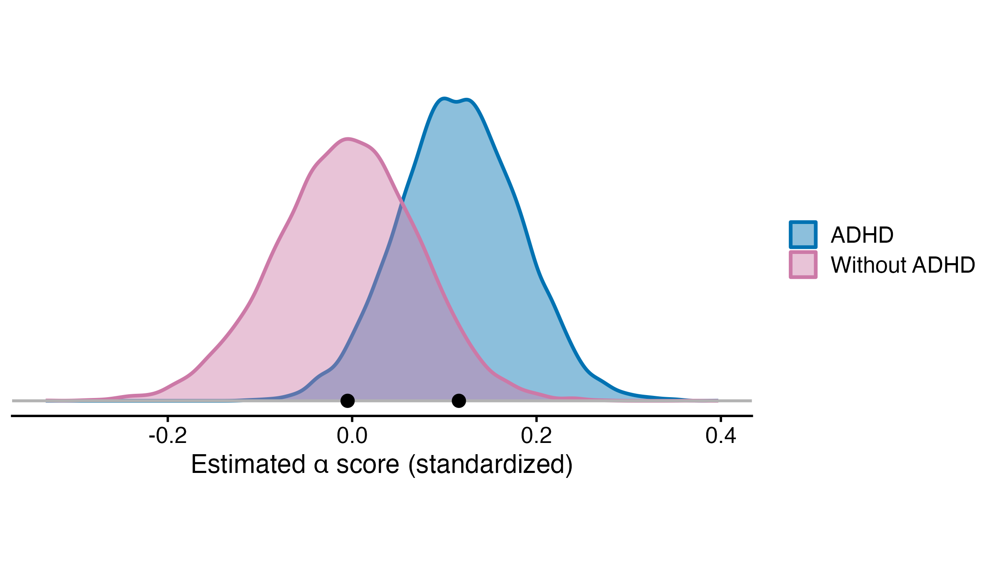 ADHD
Without ADHD
-0.2
0.0
0.2
0.4
Estimated α score (standardized)